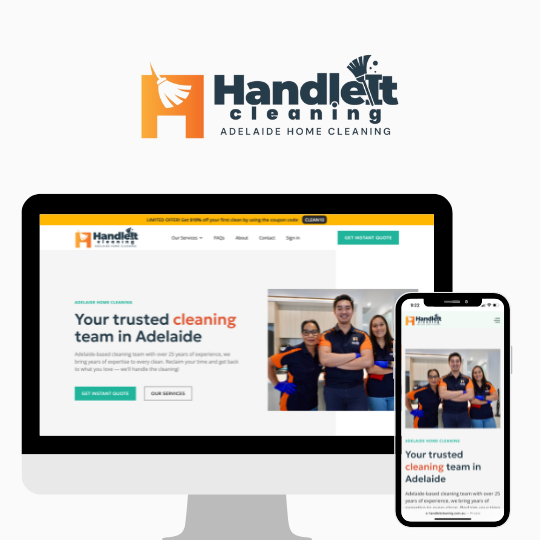 HandleIt
cleaning
ADELAIDE HOME CLEANING
LIMITED OFFER! Get $10% off your first clean by using the coupon code CLEAN10
HandleIt
cleaning
ADELAIDE HOME CLEANING
Our Services FAQs About Contact Sign in GET INSTANT QUOTE
ADELAIDE HOME CLEANING
Your trusted cleaning
team in Adelaide
Adelaide-based cleaning team with over 25 years of experience, we
bring years of expertise to every clean. Reclaim your time and get back
to what you love — we'll handle the cleaning!
GET INSTANT QUOTE OUR SERVICES
9:22
HandleIt
cleaning
ADELAIDE HOME CLEANING
Your trusted
cleaning team in
Adelaide
Adelaide-based cleaning team with over 25
years of experience, we bring years of
handleitcleaning.com.au